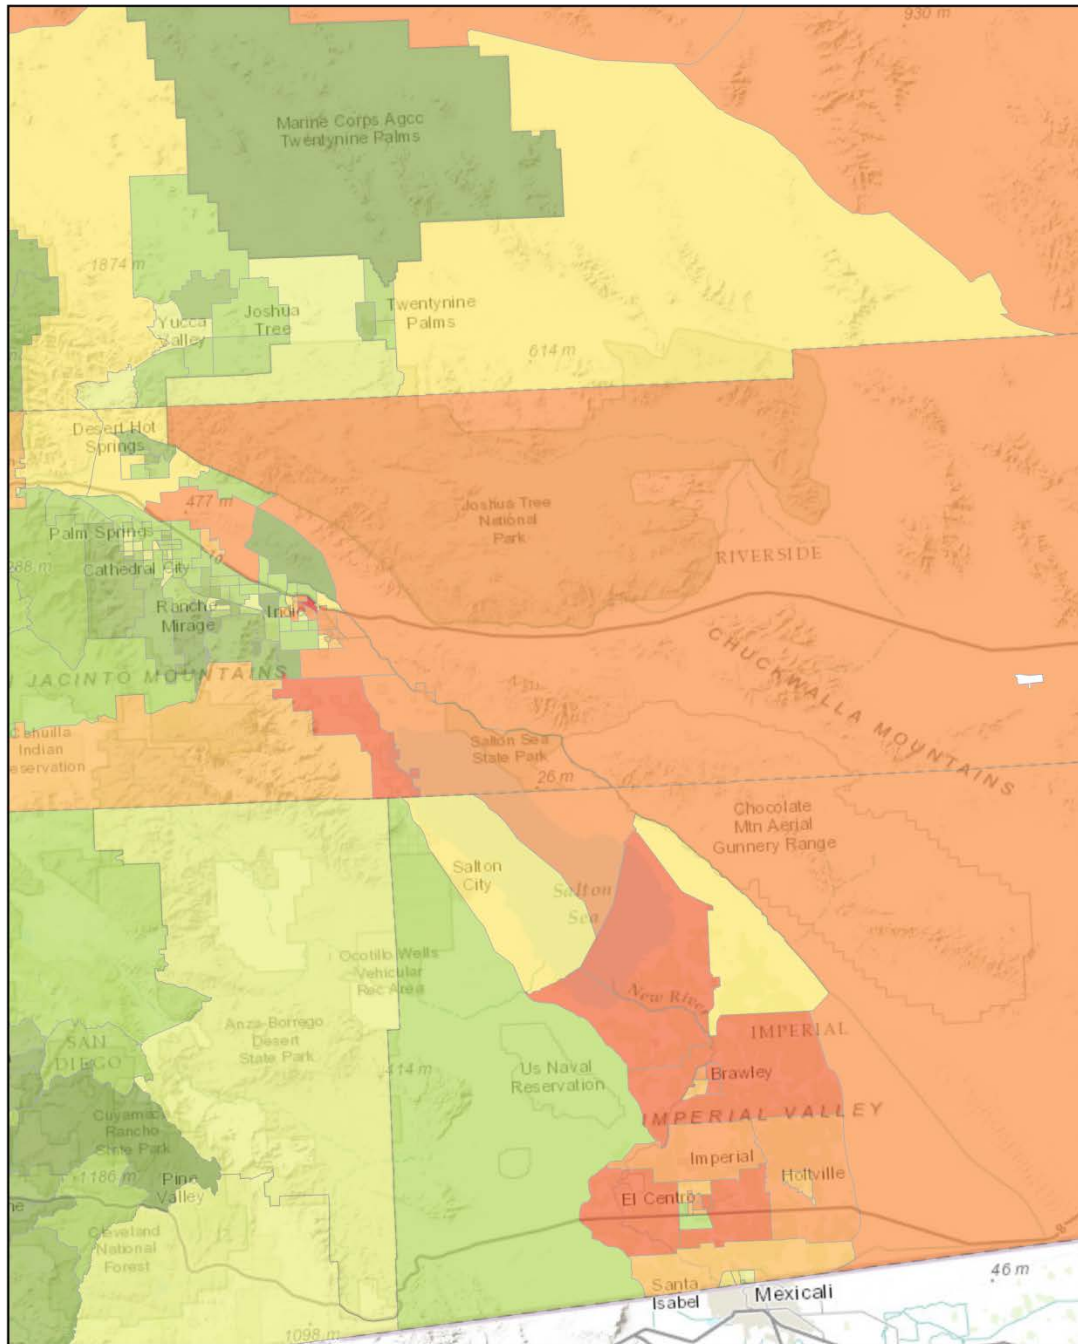 930 m
Marine Corps Agcc
Twentynine Palms
1874 m
Yucca
Valley
Joshua
Tree
Twentynine
Palms
614 m
Desert Hot
Springs
477 m
Joshua Tree
National
Park
Palm Springs
Cathedral City
10
RIVERSIDE
Rancho
Mirage
Indio
JACINTO MOUNTAINS
CHUCKWALLA MOUNTAINS
Cahuilla
Indian
Reservation
Salton Sea
State Park
26 m
Chocolate
Mtn Aerial
Gunnery Range
Salton
City
Salton
Sea
Ocotillo Wells
Vehicular
Rec Area
New River
SAN
DIEGO
Anza-Borrego
Desert
State Park
IMPERIAL
-414 m
Us Naval
Reservation
Brawley
Cuyamaca
Rancho
State Park
IMPERIAL VALLEY
1186 m
Pine
Valley
Imperial
Holtville
El Centro
Cleveland
National
Forest
8
46 m
Santa
Isabel
Mexicali
1098 m